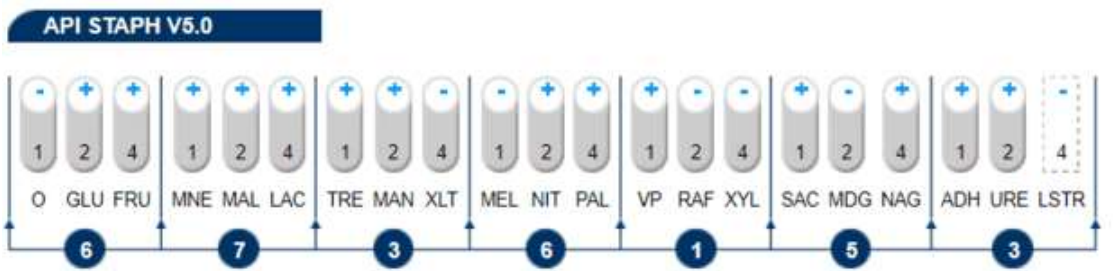 API STAPH V5.0
- + + + + + + + - - + + + - - + - + + + -
1 2 4 1 2 4 1 2 4 1 2 4 1 2 4 1 2 4 1 2 4
O GLU FRU MNE MAL LAC TRE MAN XLT MEL NIT PAL VP RAF XYL SAC MDG NAG ADH URE LSTR
6 7 3 6 1 5 3